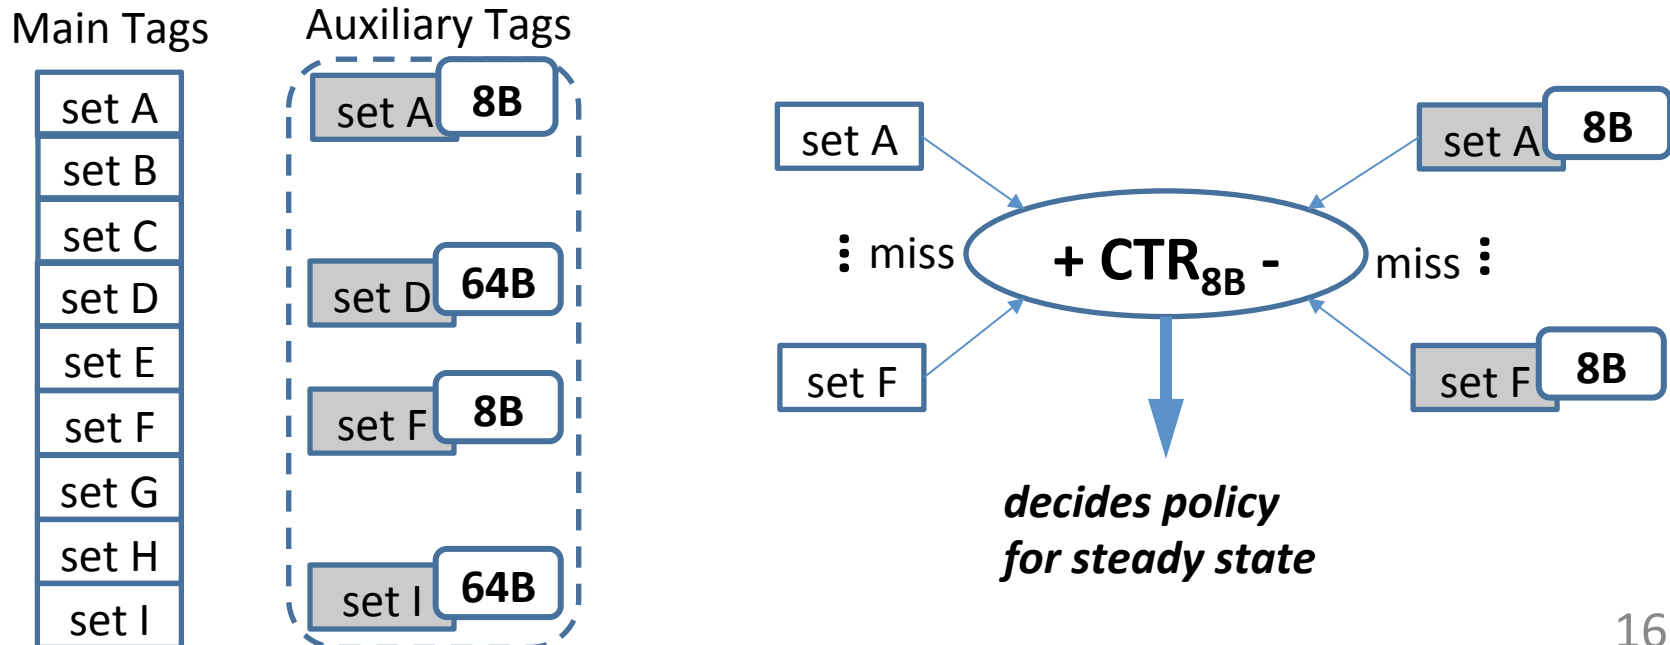 Main Tags
set A
set B
set C
set D
set E
set F
set G
set H
set I
Auxiliary Tags
set A 8B
set D 64B
set F 8B
set I 64B
set A
⋮ miss
set F
+ CTR8B -
set A 8B
miss ⋮
set F 8B
decides policy
for steady state
16